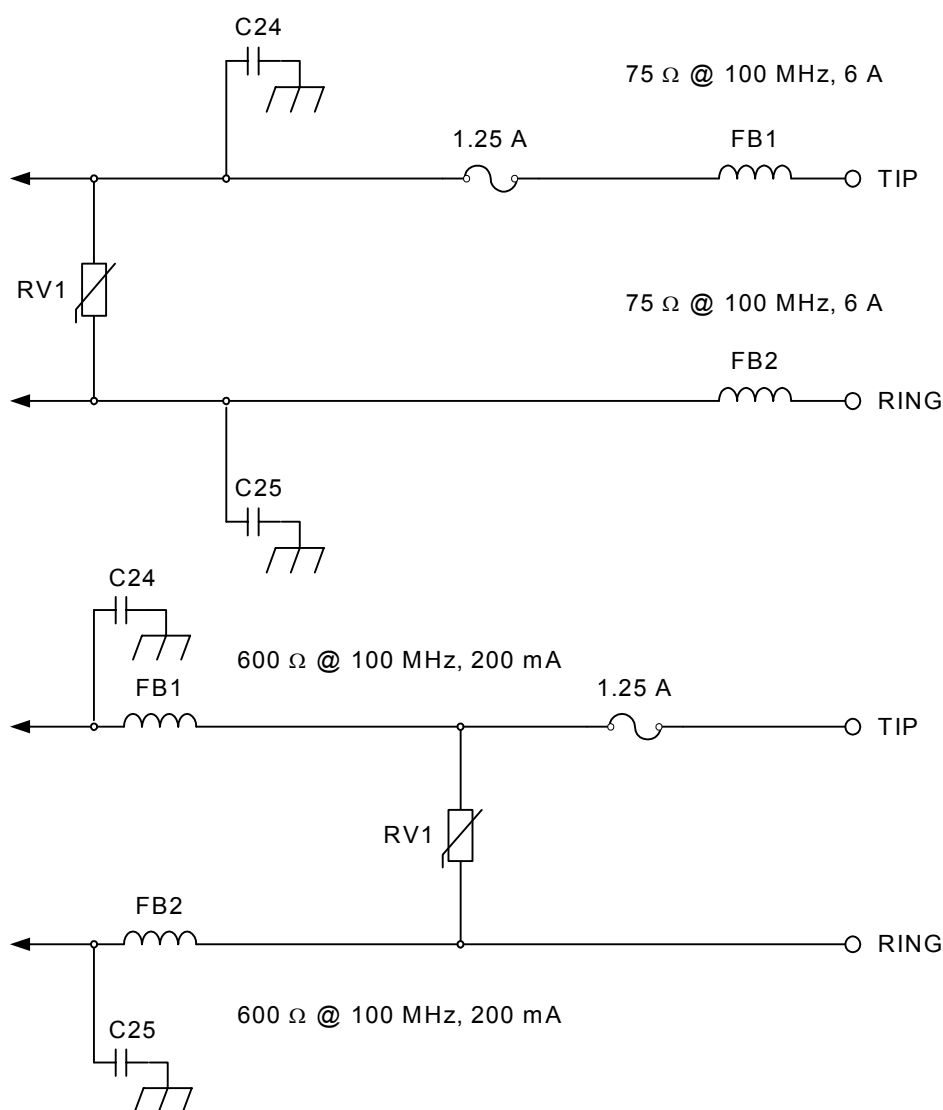 C24
75 Ω @ 100 MHz, 6 A
1.25 A
FB1
TIP
RV1
75 Ω @ 100 MHz, 6 A
FB2
RING
C25
C24
600 Ω @ 100 MHz, 200 mA
FB1
1.25 A
TIP
RV1
FB2
RING
600 Ω @ 100 MHz, 200 mA
C25